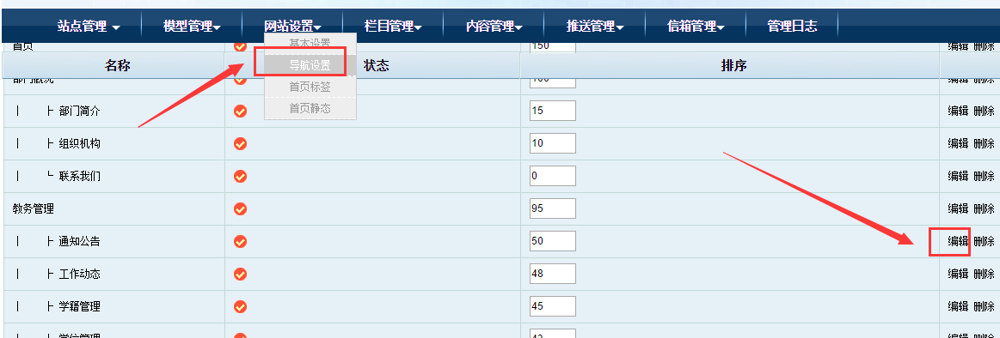 站点管理 模型管理 网站设置 栏目管理 内容管理 推送管理 信箱管理 管理日志
首页 150 编辑 删除
基本设置
导航设置
首页标签
首页静态
名称 状态 排序
部门概况 100 编辑 删除
| ├ 部门简介 15 编辑 删除
| ├ 组织机构 10 编辑 删除
| └ 联系我们 0 编辑 删除
教务管理 95 编辑 删除
| ├ 通知公告 50 编辑 删除
| ├ 工作动态 48 编辑 删除
| ├ 学籍管理 45 编辑 删除
| ├ 学位管理 43 编辑 删除